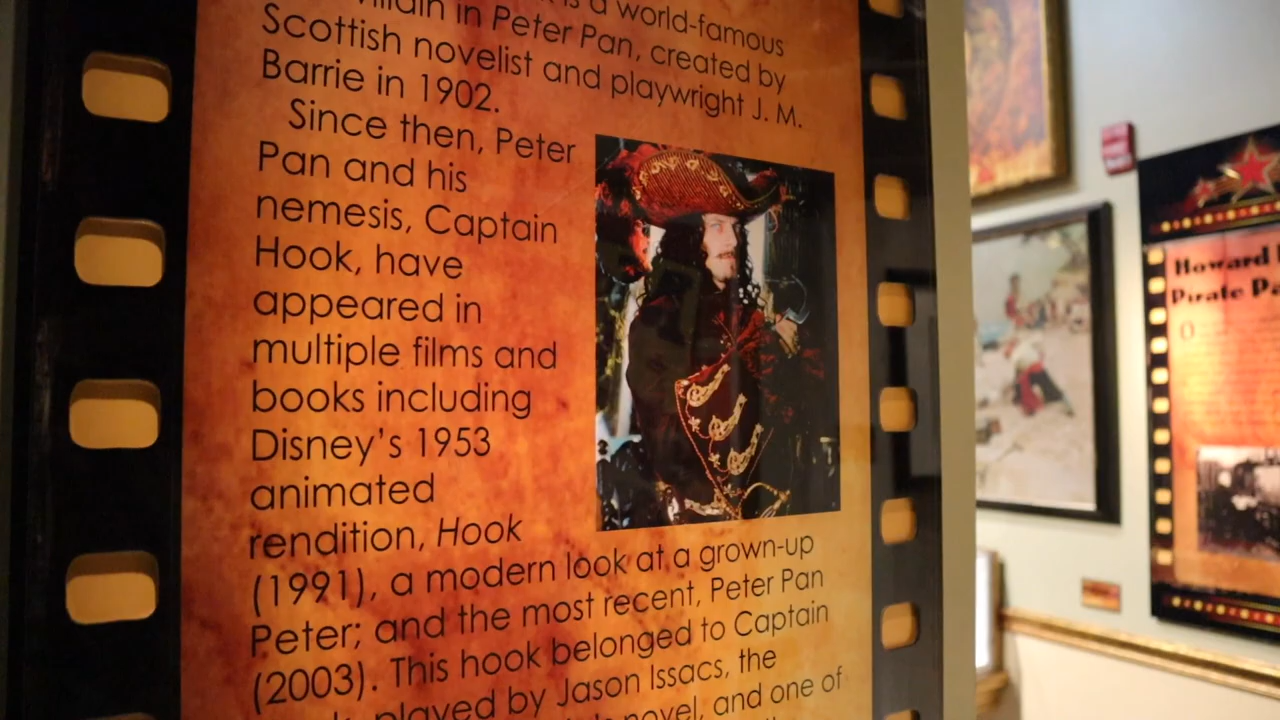 is a world-famous
villain in Peter Pan, created by
Scottish novelist and playwright J. M.
Barrie in 1902.
Since then, Peter
Pan and his
nemesis, Captain
Hook, have
appeared in
multiple films and
books including
Disney's 1953
animated
rendition, Hook
(1991), a modern look at a grown-up
Peter; and the most recent, Peter Pan
(2003). This hook belonged to Captain
played by Jason Issacs, the
novel, and one of
Howard
Pirate